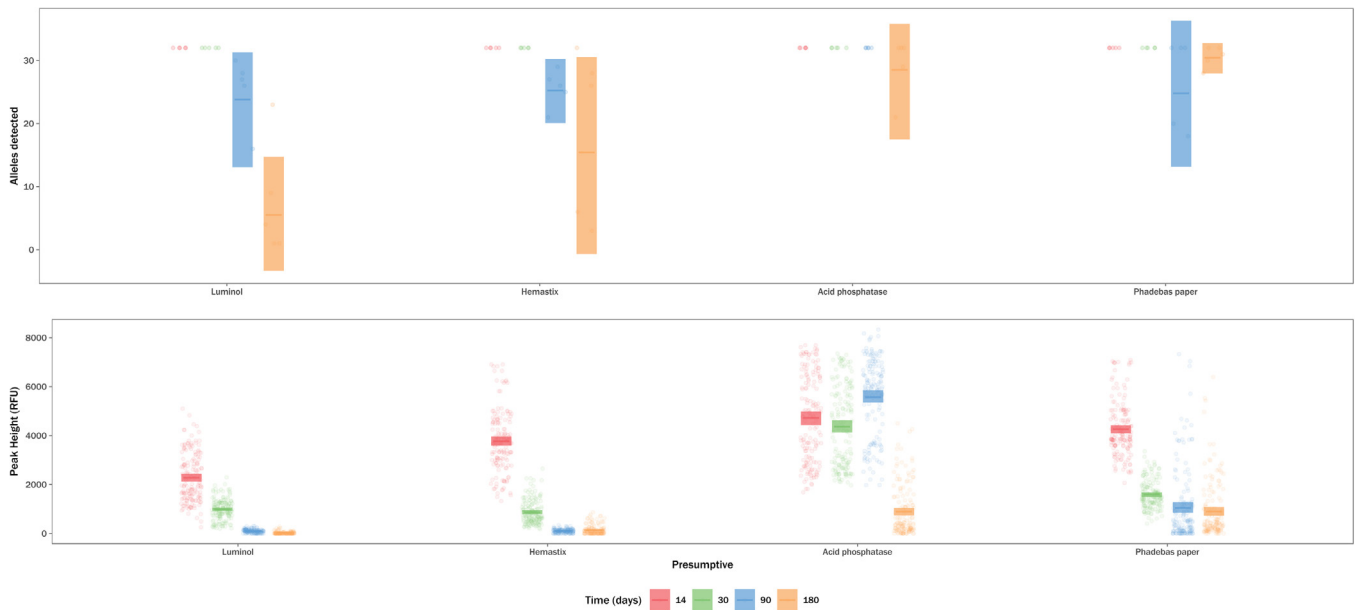 Alleles detected
30
20
10
0
Luminol Hemastix Acid phosphatase Phadebas paper
Peak Height (RFU)
8000
6000
4000
2000
0
Luminol Hemastix Acid phosphatase Phadebas paper
Presumptive
Time (days) 14 30 90 180